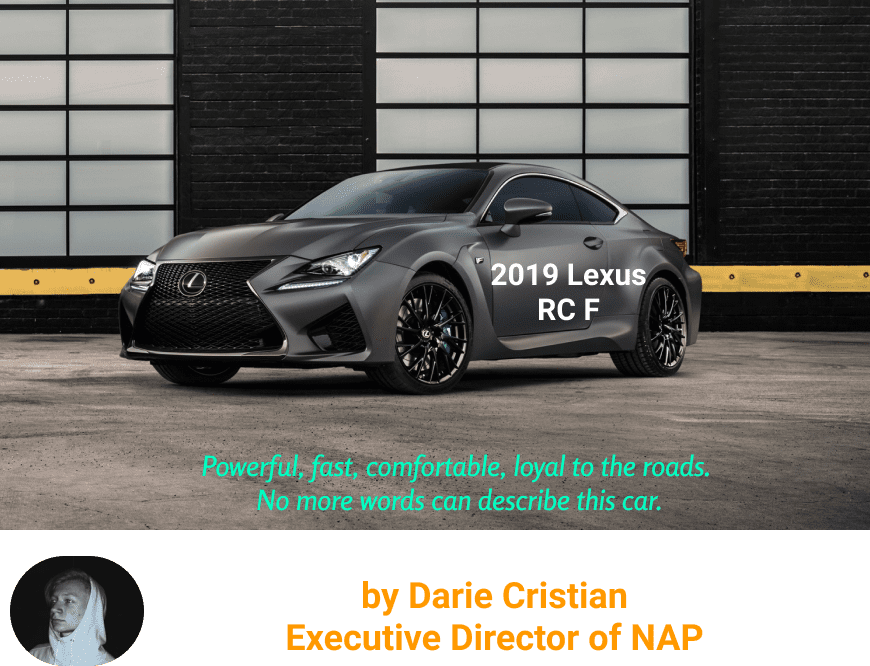 2019 Lexus
RC F
Powerful, fast, comfortable, loyal to the roads.
No more words can describe this car.
by Darie Cristian
Executive Director of NAP